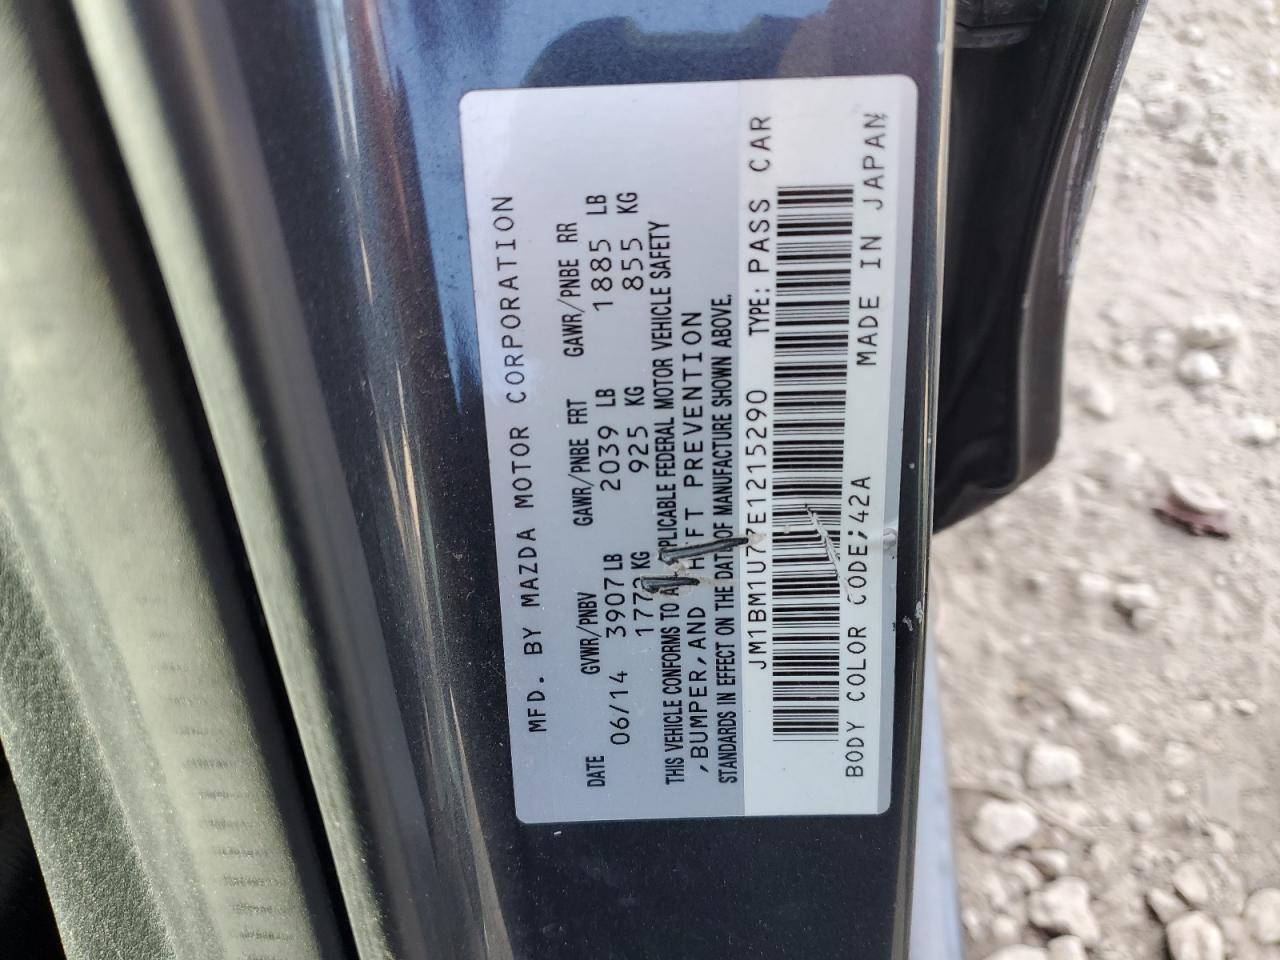 MFD. BY MAZDA MOTOR CORPORATION
DATE GVWR/PNBV GAWR/PNBE FRT GAWR/PNBE RR
06/14 3907 LB 2039 LB 1885 LB
KG 925 KG 855 KG
THIS VEHICLE CONFORMS TO APPLICABLE FEDERAL MOTOR VEHICLE SAFETY
,BUMPER,AND THEFT PREVENTION
STANDARDS IN EFFECT ON THE DATE OF MANUFACTURE SHOWN ABOVE.
JM1BM1U77E1215290 TYPE: PASS CAR
BODY COLOR CODE;42A MADE IN JAPAN